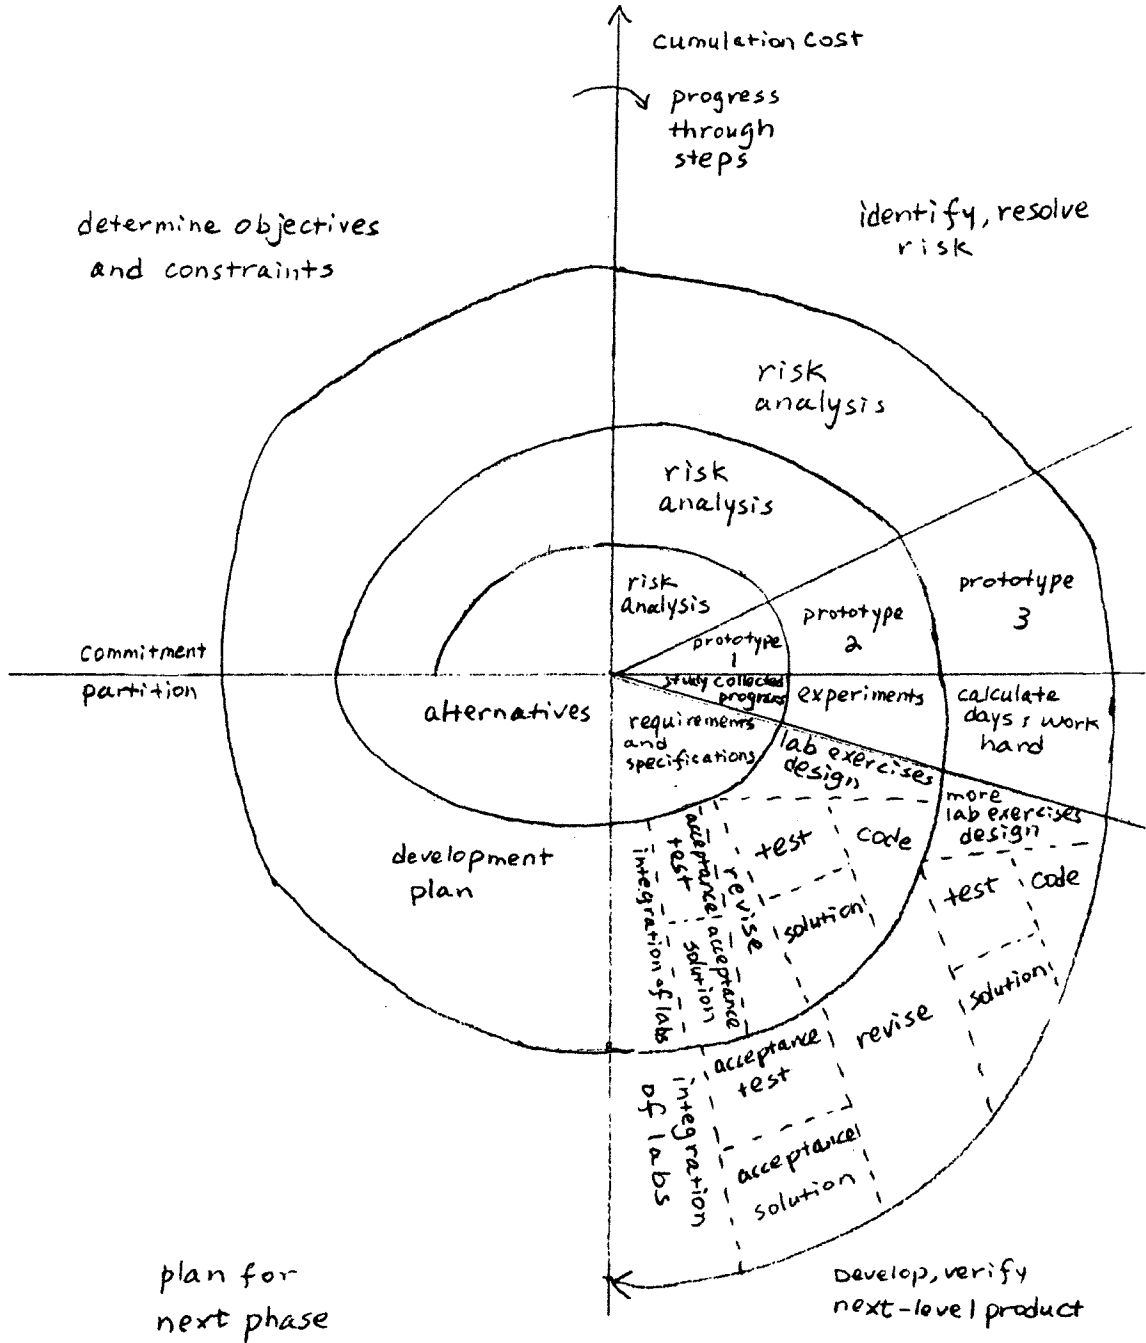 cumulation cost
progress
through
steps
determine objectives
and constraints
identify, resolve
risk
risk
analysis
risk
analysis
risk
analysis
prototype
1
prototype
2
prototype
3
commitment
partition
study collected
programs
experiments
calculate
days; work
hard
alternatives
requirements
and
specifications
lab exercises
design
more
lab exercises
design
development
plan
integration of labs
acceptance
test
acceptance
solution
revise
test
code
solution
test
code
solution
revise
acceptance
test
acceptance
solution
integration
of labs
plan for
next phase
Develop, verify
next-level product